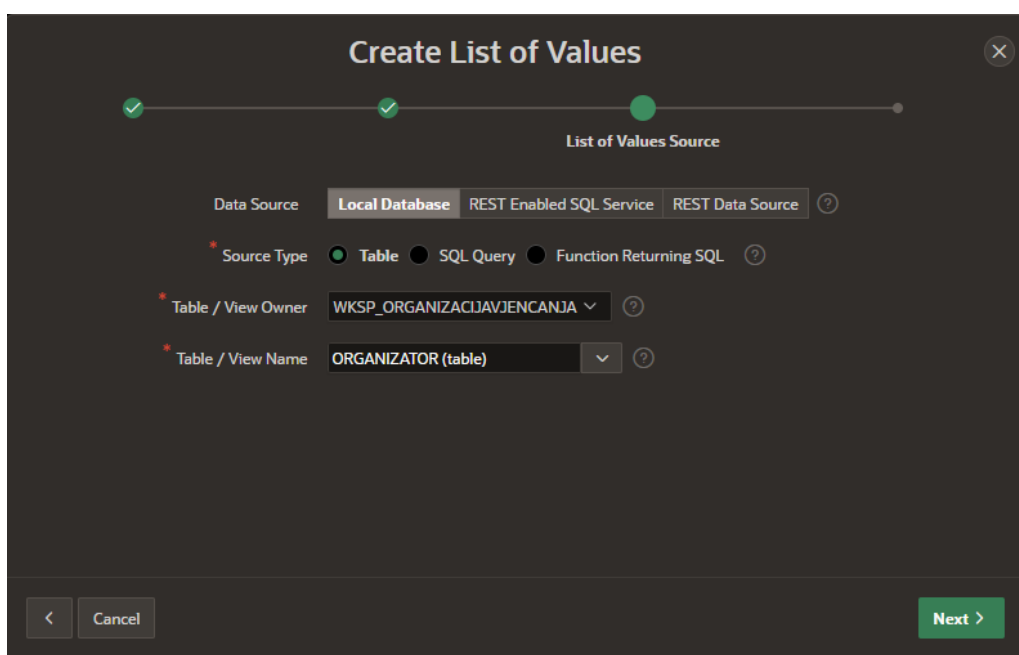 Create List of Values
List of Values Source
Data Source Local Database REST Enabled SQL Service REST Data Source ?
* Source Type Table SQL Query Function Returning SQL ?
* Table / View Owner WKSP_ORGANIZACIJAVJENCANJA ?
* Table / View Name ORGANIZATOR (table) ?
Cancel Next